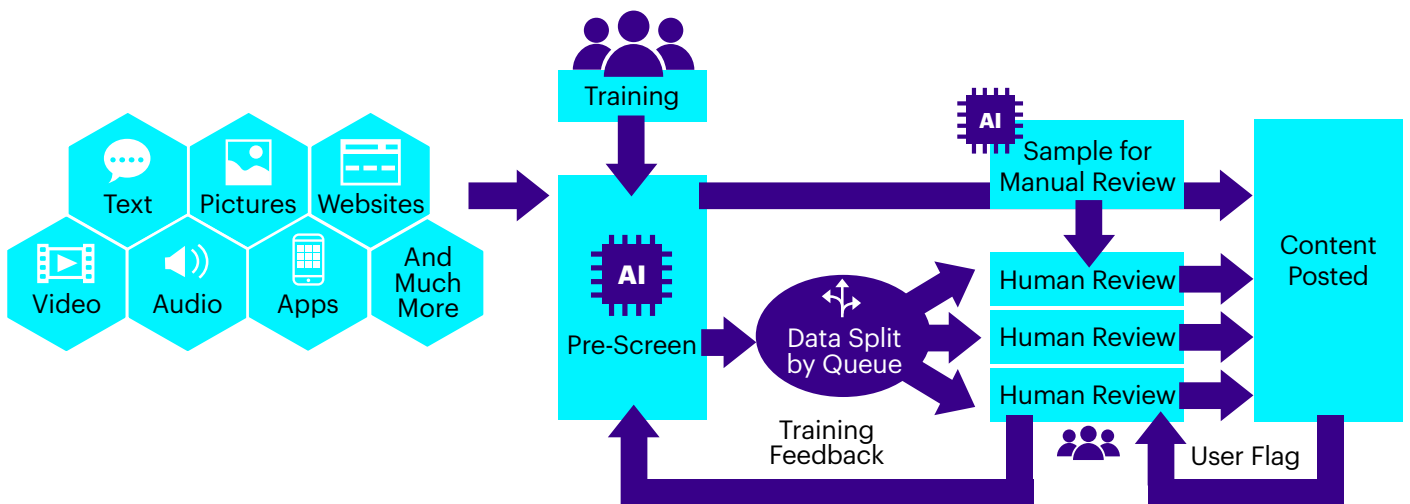 Text
Pictures
Websites
Video
Audio
Apps
And
Much
More
Training
AI
Pre-Screen
Data Split
by Queue
AI
Sample for
Manual Review
Human Review
Human Review
Human Review
Content
Posted
Training
Feedback
User Flag